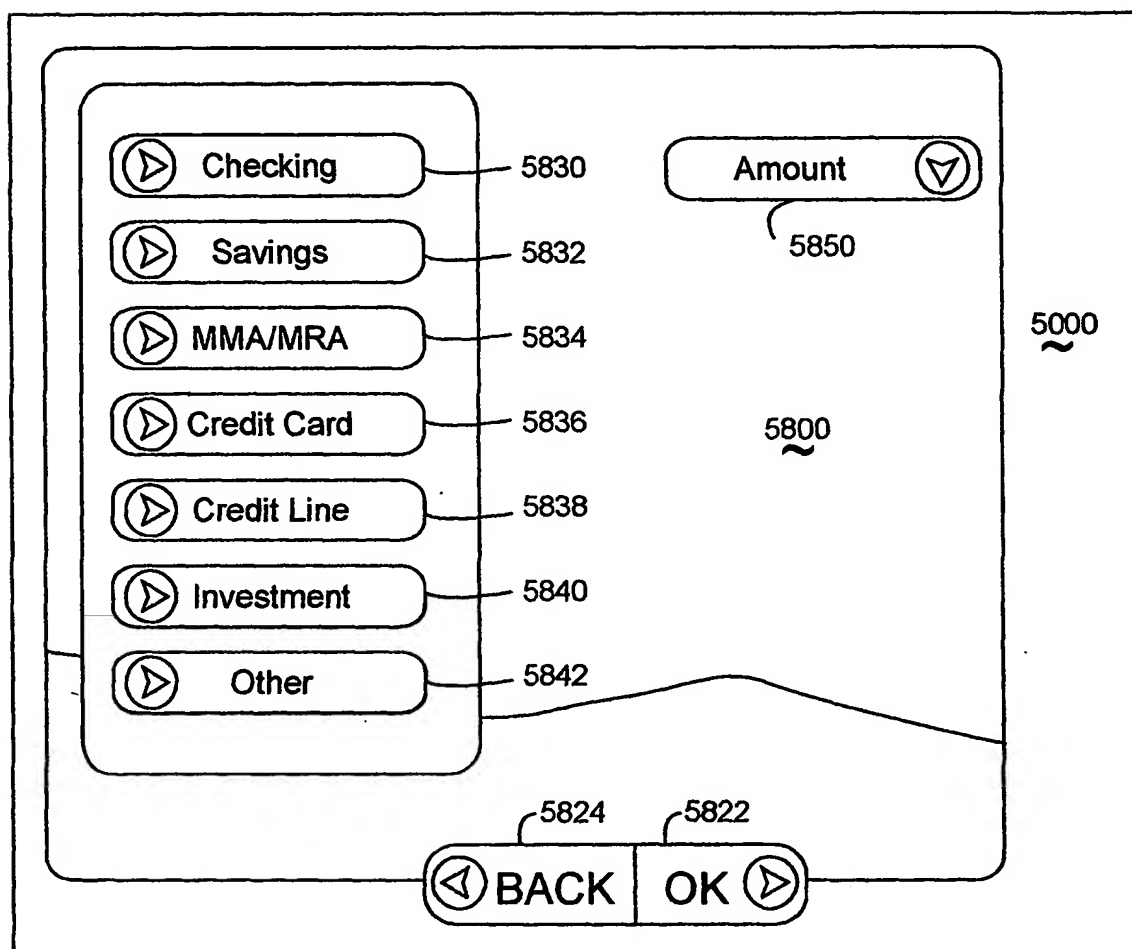 Checking 5830 Amount
5850
Savings 5832
MMA/MRA 5834
5000
Credit Card 5836
5800
Credit Line 5838
Investment 5840
Other 5842
5824 5822
BACK OK